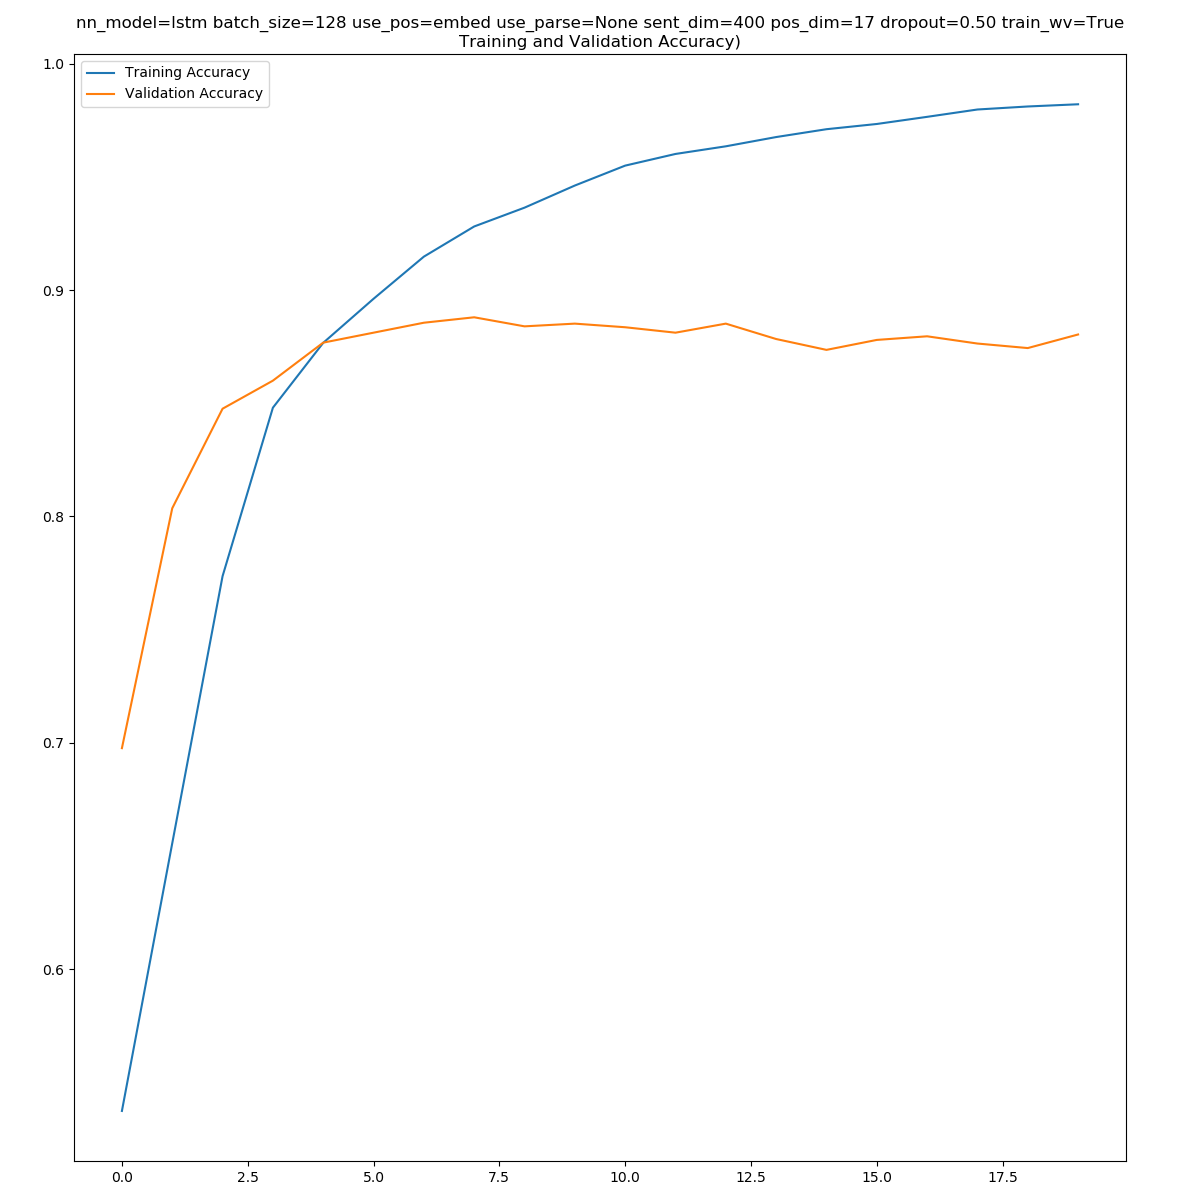 nn_model=lstm batch_size=128 use_pos=embed use_parse=None sent_dim=400 pos_dim=17 dropout=0.50 train_wv=True
Training and Validation Accuracy)
Training Accuracy
Validation Accuracy
1.0
0.9
0.8
0.7
0.6
0.0 2.5 5.0 7.5 10.0 12.5 15.0 17.5